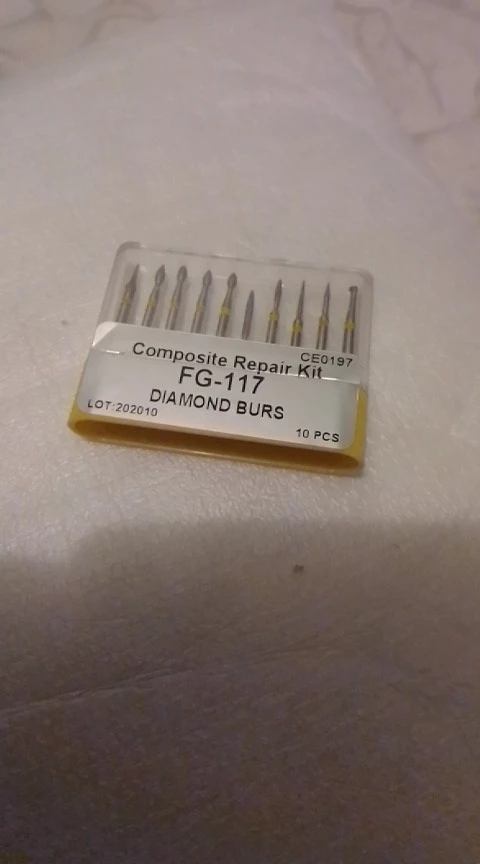 CE0197
Composite Repair Kit
FG-117
DIAMOND BURS
LOT:202010
10 PCS